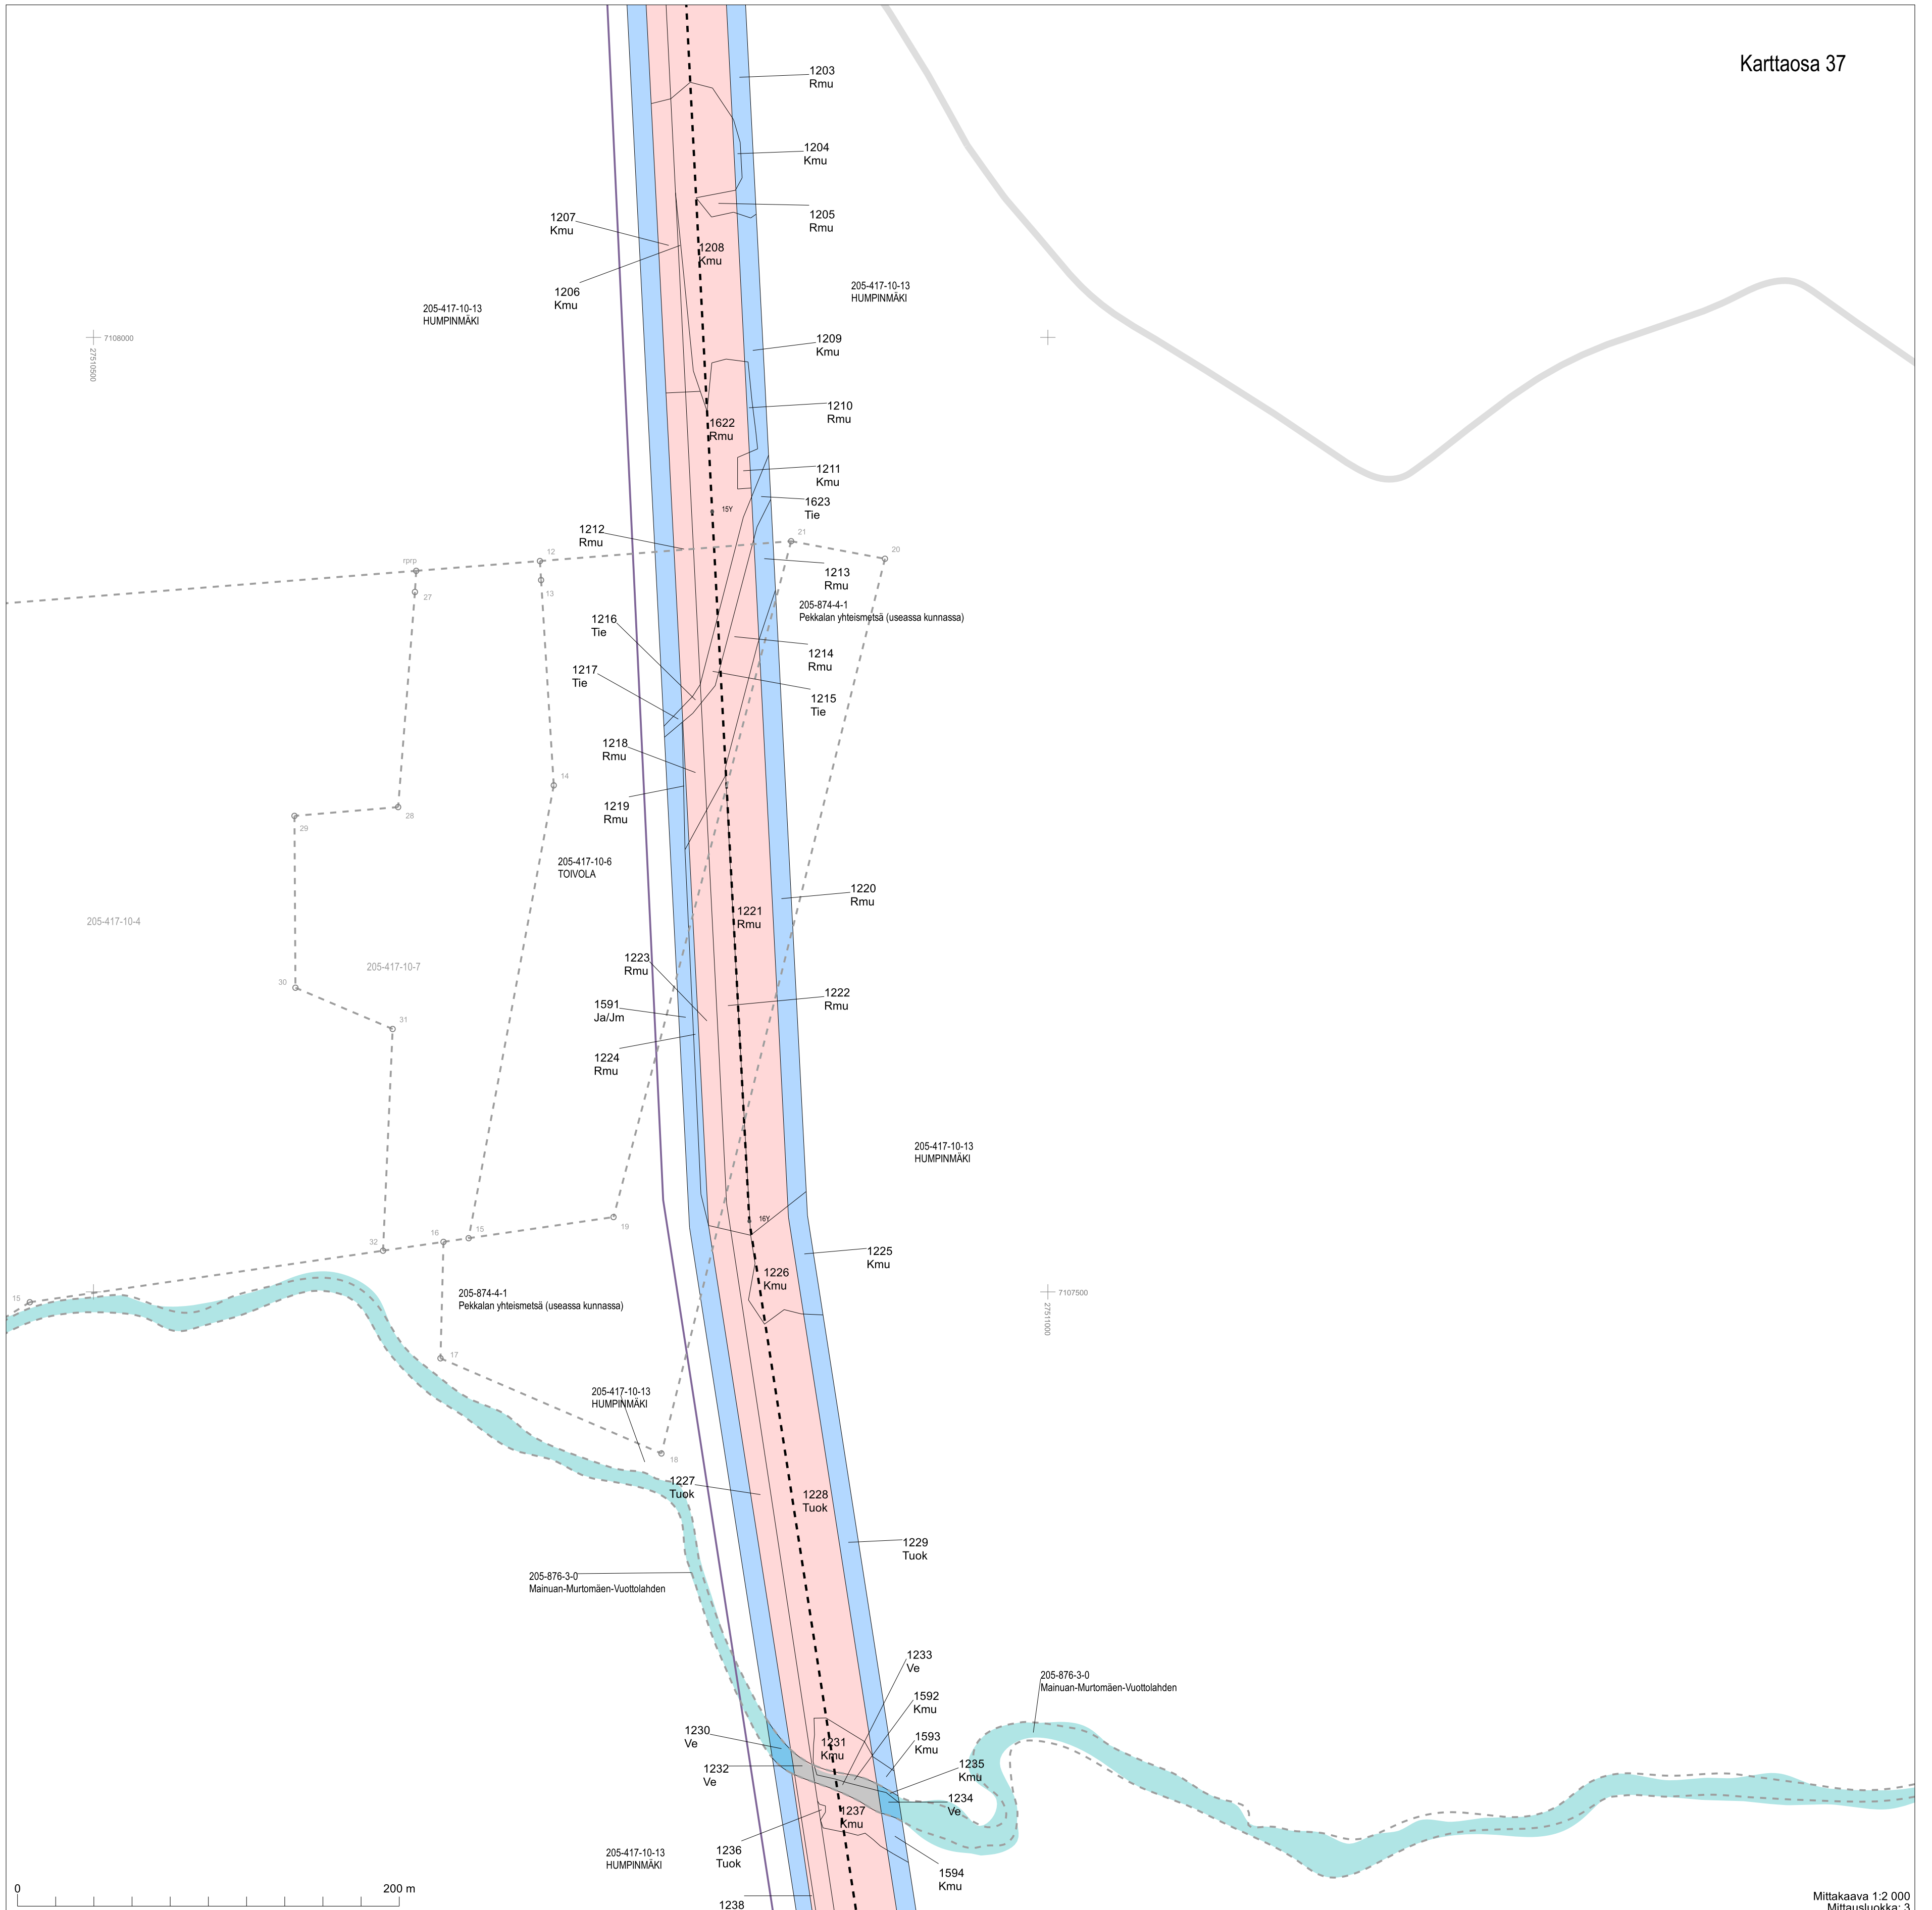 Karttaosa 37
1203
Rmu
1204
Kmu
1205
Rmu
1207
Kmu
1208
Kmu
1206
Kmu
205-417-10-13
HUMPINMÄKI
205-417-10-13
HUMPINMÄKI
7108000
27510500
1209
Kmu
1210
Rmu
1622
Rmu
1211
Kmu
1623
Tie
15Y
1212
Rmu
21
20
12
rprp
13
27
1213
Rmu
205-874-4-1
Pekkalan yhteismetsä (useassa kunnassa)
1216
Tie
1214
Rmu
1217
Tie
1215
Tie
1218
Rmu
14
1219
Rmu
28
29
205-417-10-6
TOIVOLA
1220
Rmu
1221
Rmu
205-417-10-4
205-417-10-7
1223
Rmu
30
1222
Rmu
1591
Ja/Jm
31
1224
Rmu
205-417-10-13
HUMPINMÄKI
16Y
19
16
15
32
1225
Kmu
1226
Kmu
15
205-874-4-1
Pekkalan yhteismetsä (useassa kunnassa)
7107500
27511000
17
205-417-10-13
HUMPINMÄKI
18
1227
Tuok
1228
Tuok
1229
Tuok
205-876-3-0
Mainuan-Murtomäen-Vuottolahden
1233
Ve
205-876-3-0
Mainuan-Murtomäen-Vuottolahden
1592
Kmu
1230
Ve
1231
Kmu
1593
Kmu
1232
Ve
1235
Kmu
1234
Ve
1237
Kmu
1236
Tuok
205-417-10-13
HUMPINMÄKI
1594
Kmu
1238
0
200 m
Mittakaava 1:2 000
Mittausluokka: 3